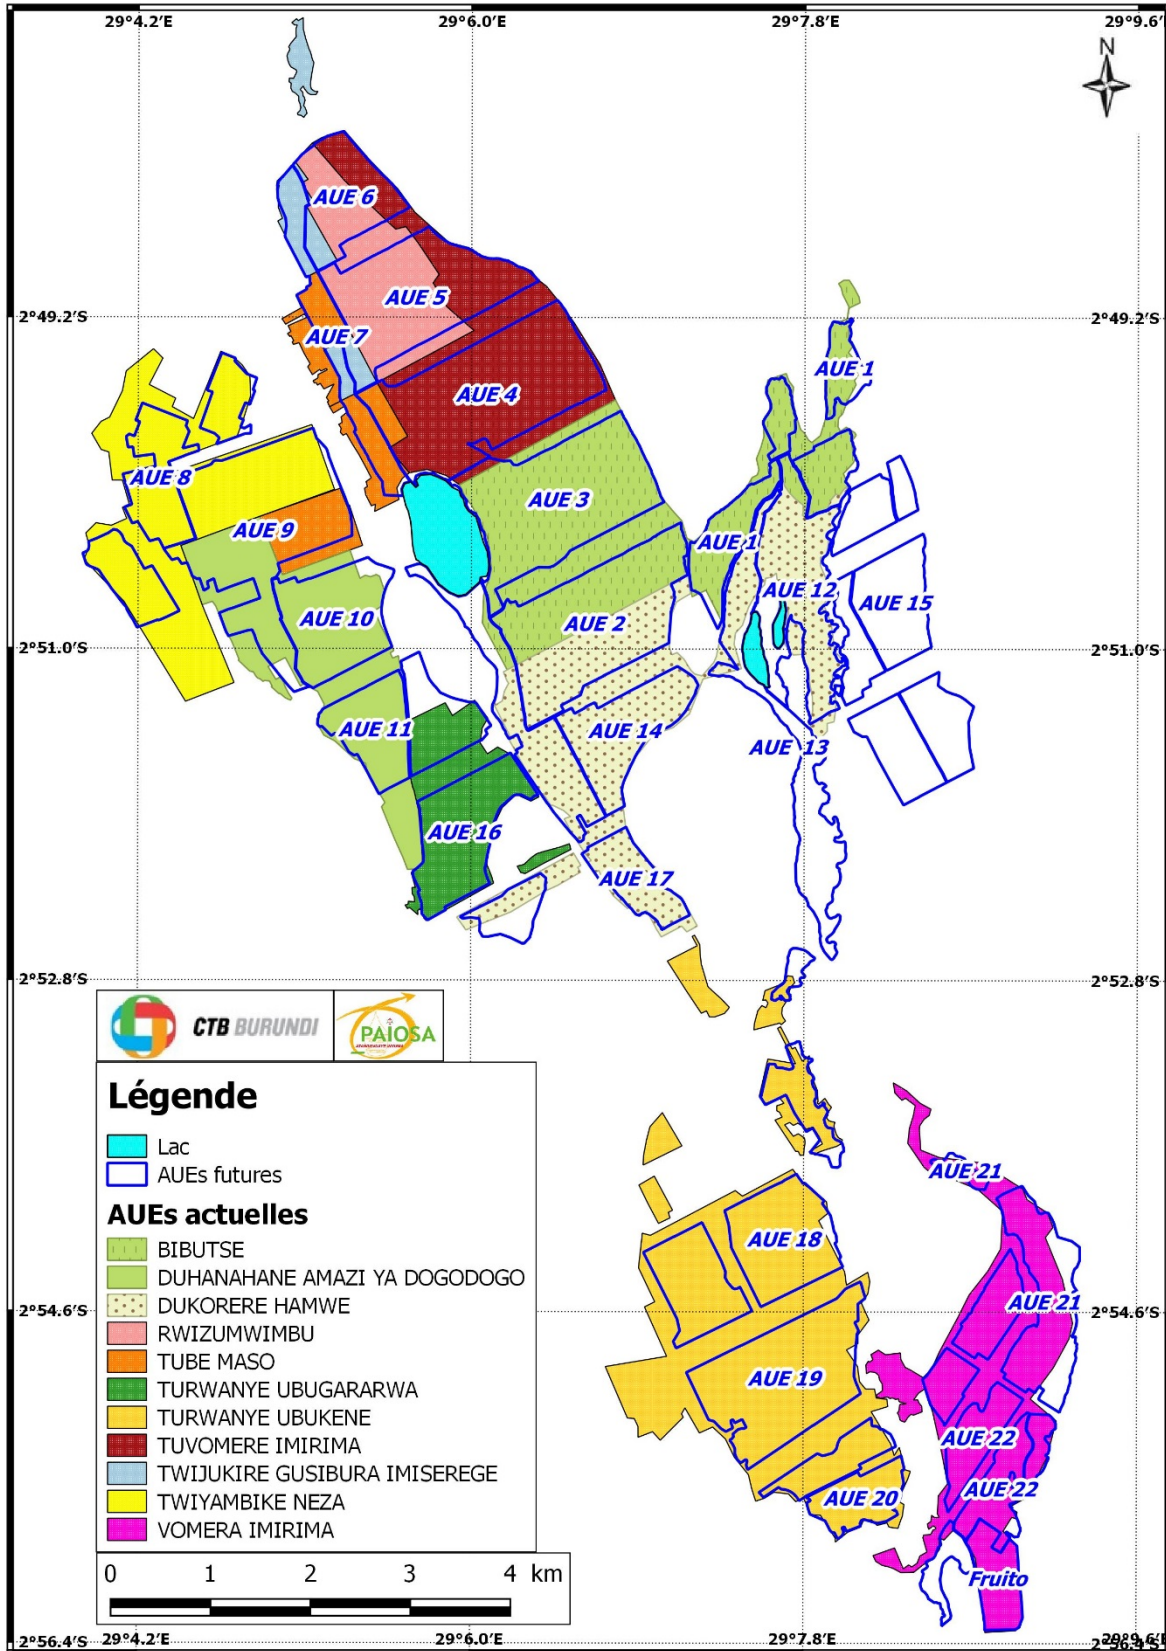 29°4.2'E 29°6.0'E 29°7.8'E 29°9.6'
N
AUE 6
2°49.2'S AUE 5 2°49.2'S
AUE 7
AUE 1
AUE 4
AUE 8
AUE 3
AUE 9
AUE 1
AUE 12
AUE 15
AUE 10
AUE 2
2°51.0'S 2°51.0'S
AUE 11
AUE 14
AUE 13
AUE 16
AUE 17
2°52.8'S 2°52.8'S
CTB BURUNDI
PAIOSA
Légende
Lac
AUEs futures
AUEs actuelles
BIBUTSE
DUHANAHANE AMAZI YA DOGODOGO
DUKORERE HAMWE
RWIZUMWIMBU
TUBE MASO
TURWANYE UBUGARARWA
TURWANYE UBUKENE
TUVOMERE IMIRIMA
TWIJUKIRE GUSIBURA IMISEREGE
TWIYAMBIKE NEZA
VOMERA IMIRIMA
AUE 21
AUE 18
2°54.6'S 2°54.6'S
AUE 21
AUE 19
AUE 22
AUE 22
AUE 20
Fruito
0 1 2 3 4 km
2°56.4'S 2°56.4'S
29°4.2'E 29°6.0'E 29°7.8'E 29°9.6'E